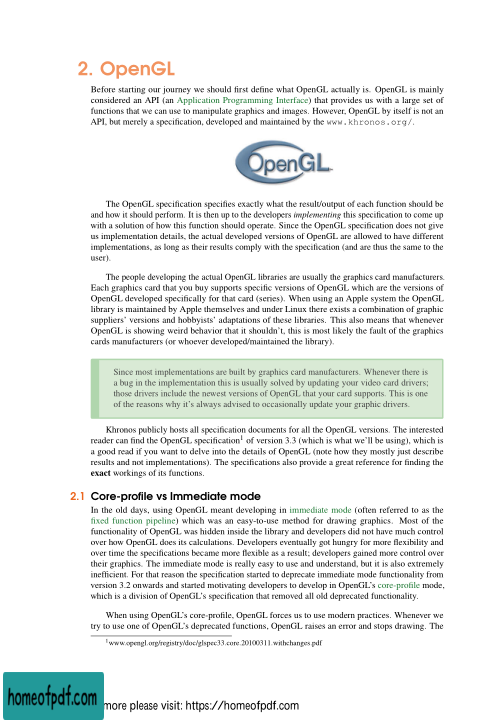 2. OpenGL
Before starting our journey we should first define what OpenGL actually is. OpenGL is mainly
considered an API (an Application Programming Interface) that provides us with a large set of
functions that we can use to manipulate graphics and images. However, OpenGL by itself is not an
API, but merely a specification, developed and maintained by the www.khronos.org/.
OpenGL
The OpenGL specification specifies exactly what the result/output of each function should be
and how it should perform. It is then up to the developers implementing this specification to come up
with a solution of how this function should operate. Since the OpenGL specification does not give
us implementation details, the actual developed versions of OpenGL are allowed to have different
implementations, as long as their results comply with the specification (and are thus the same to the
user).
The people developing the actual OpenGL libraries are usually the graphics card manufacturers.
Each graphics card that you buy supports specific versions of OpenGL which are the versions of
OpenGL developed specifically for that card (series). When using an Apple system the OpenGL
library is maintained by Apple themselves and under Linux there exists a combination of graphic
suppliers' versions and hobbyists' adaptations of these libraries. This also means that whenever
OpenGL is showing weird behavior that it shouldn't, this is most likely the fault of the graphics
cards manufacturers (or whoever developed/maintained the library).
Since most implementations are built by graphics card manufacturers. Whenever there is
a bug in the implementation this is usually solved by updating your video card drivers;
those drivers include the newest versions of OpenGL that your card supports. This is one
of the reasons why it's always advised to occasionally update your graphic drivers.
Khronos publicly hosts all specification documents for all the OpenGL versions. The interested
reader can find the OpenGL specification1 of version 3.3 (which is what we'll be using), which is
a good read if you want to delve into the details of OpenGL (note how they mostly just describe
results and not implementations). The specifications also provide a great reference for finding the
exact workings of its functions.
2.1 Core-profile vs Immediate mode
In the old days, using OpenGL meant developing in immediate mode (often referred to as the
fixed function pipeline) which was an easy-to-use method for drawing graphics. Most of the
functionality of OpenGL was hidden inside the library and developers did not have much control
over how OpenGL does its calculations. Developers eventually got hungry for more flexibility and
over time the specifications became more flexible as a result; developers gained more control over
their graphics. The immediate mode is really easy to use and understand, but it is also extremely
inefficient. For that reason the specification started to deprecate immediate mode functionality from
version 3.2 onwards and started motivating developers to develop in OpenGL's core-profile mode,
which is a division of OpenGL's specification that removed all old deprecated functionality.
When using OpenGL's core-profile, OpenGL forces us to use modern practices. Whenever we
try to use one of OpenGL's deprecated functions, OpenGL raises an error and stops drawing. The
1www.opengl.org/registry/doc/glspec33.core.20100311.withchanges.pdf
homeofpdf.com
more please visit: https://homeofpdf.com